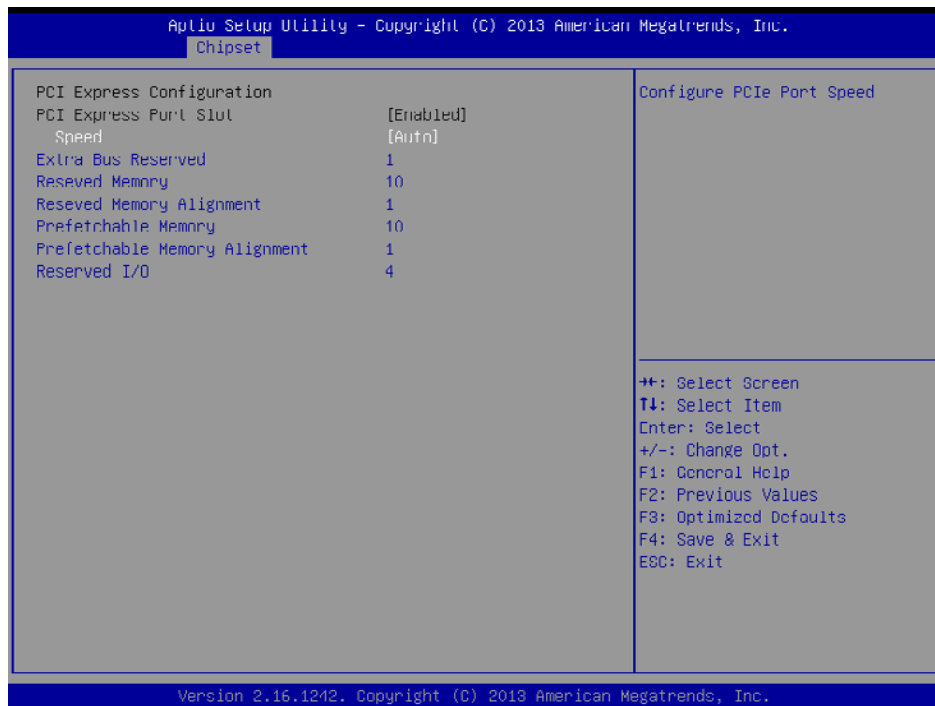 Aptio Setup Utility – Copyright (C) 2013 American Megatrends, Inc.
Chipset
PCI Express Configuration
PCI Express Port Slot [Enabled]
Speed [Auto]
Extra Bus Reserved 1
Reseved Memory 10
Reseved Memory Alignment 1
Prefetchable Memory 10
Prefetchable Memory Alignment 1
Reserved I/O 4
Configure PCIe Port Speed
→←: Select Screen
↑↓: Select Item
Enter: Select
+/-: Change Opt.
F1: General Help
F2: Previous Values
F3: Optimized Defaults
F4: Save & Exit
ESC: Exit
Version 2.16.1242. Copyright (C) 2013 American Megatrends, Inc.